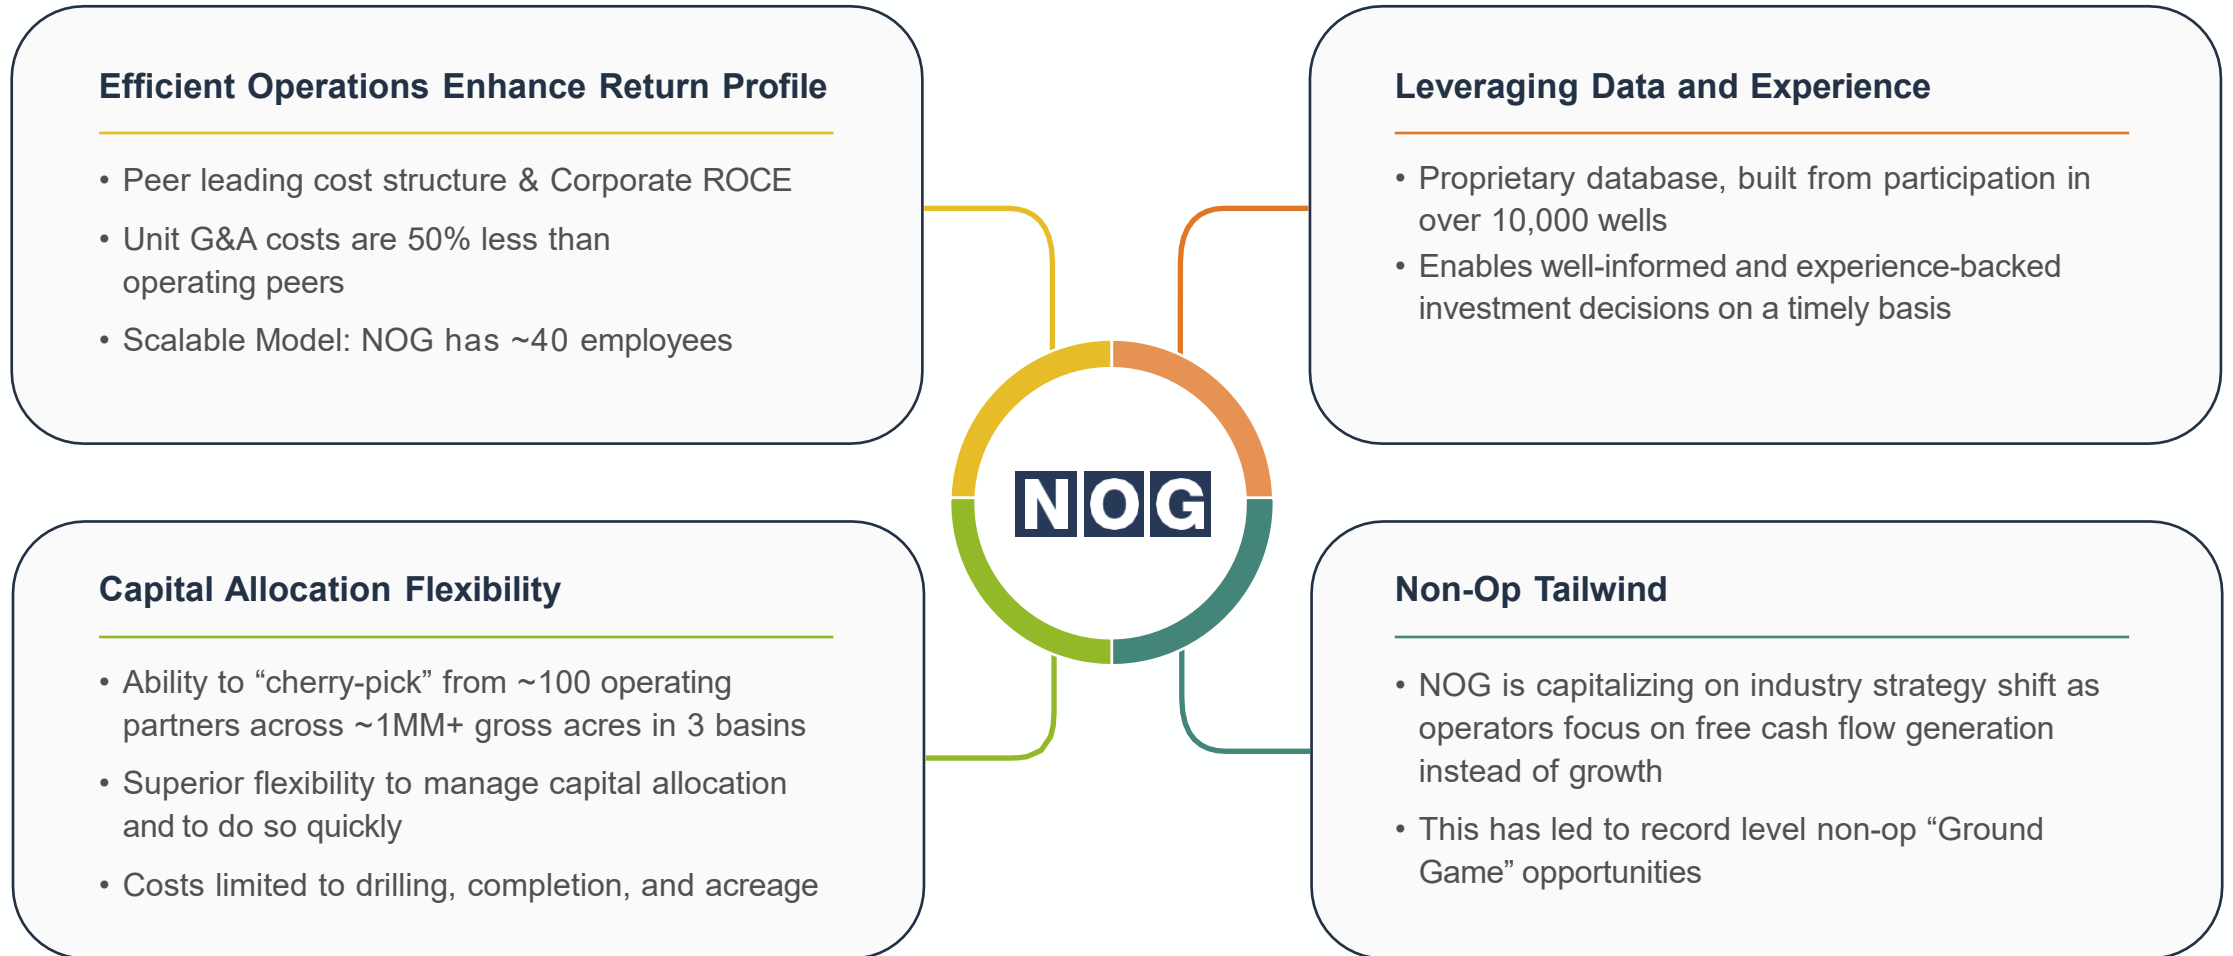 Efficient Operations Enhance Return Profile
• Peer leading cost structure & Corporate ROCE
• Unit G&A costs are 50% less than
operating peers
• Scalable Model: NOG has ~40 employees
Leveraging Data and Experience
• Proprietary database, built from participation in
over 10,000 wells
• Enables well-informed and experience-backed
investment decisions on a timely basis
NOG
Capital Allocation Flexibility
• Ability to “cherry-pick” from ~100 operating
partners across ~1MM+ gross acres in 3 basins
• Superior flexibility to manage capital allocation
and to do so quickly
• Costs limited to drilling, completion, and acreage
Non-Op Tailwind
• NOG is capitalizing on industry strategy shift as
operators focus on free cash flow generation
instead of growth
• This has led to record level non-op “Ground
Game” opportunities